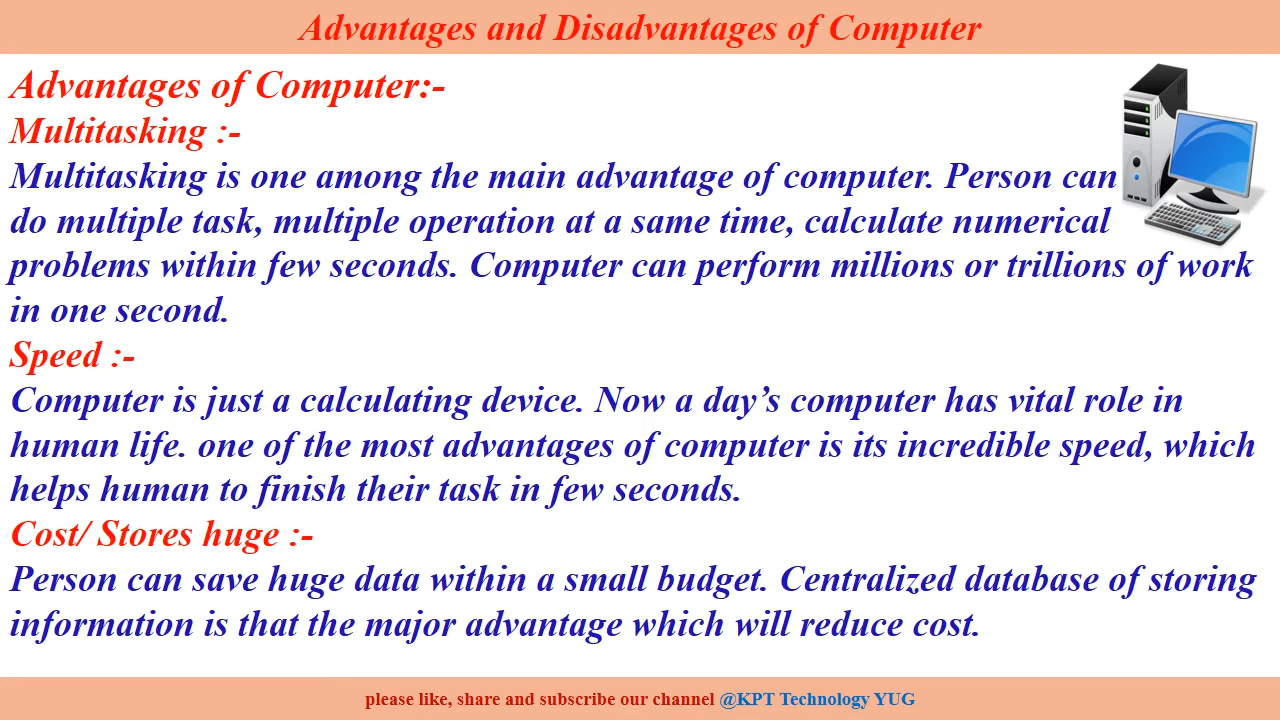 Advantages and Disadvantages of Computer
Advantages of Computer:-
Multitasking :-
Multitasking is one among the main advantage of computer. Person can
do multiple task, multiple operation at a same time, calculate numerical
problems within few seconds. Computer can perform millions or trillions of work
in one second.
Speed :-
Computer is just a calculating device. Now a day’s computer has vital role in
human life. one of the most advantages of computer is its incredible speed, which
helps human to finish their task in few seconds.
Cost/ Stores huge :-
Person can save huge data within a small budget. Centralized database of storing
information is that the major advantage which will reduce cost.
please like, share and subscribe our channel @KPT Technology YUG